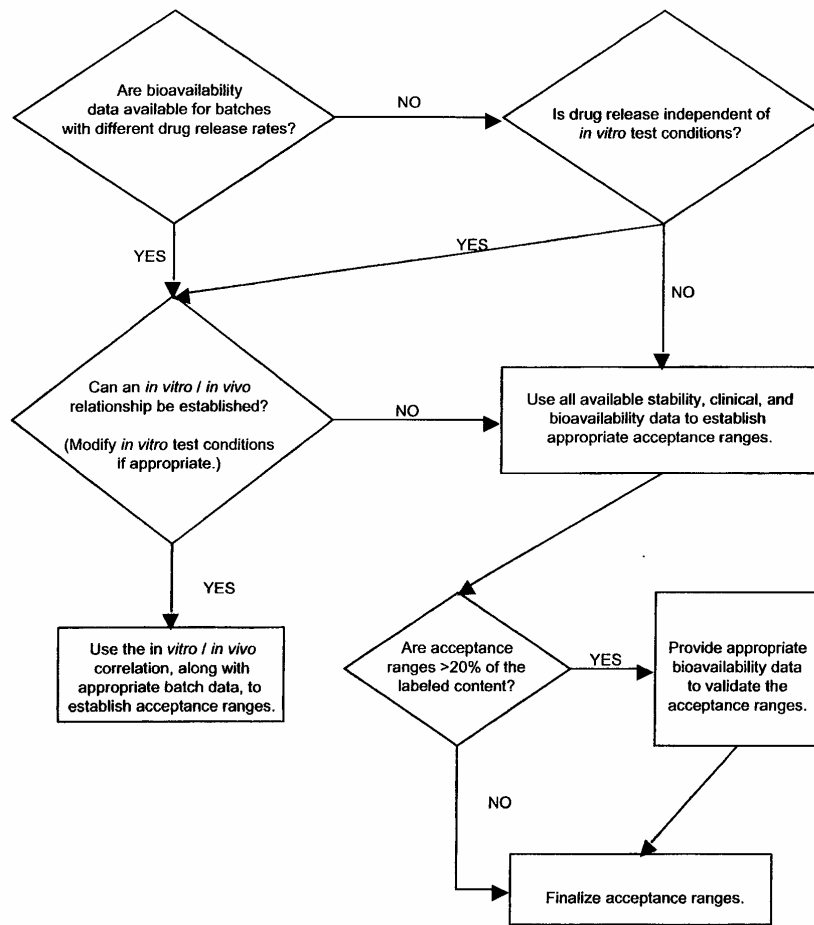 Are bioavailability
data available for batches
with different drug release rates?
NO
Is drug release independent of
in vitro test conditions?
YES
YES
NO
Can an in vitro / in vivo
relationship be established?
(Modify in vitro test conditions
if appropriate.)
NO
Use all available stability, clinical, and
bioavailability data to establish
appropriate acceptance ranges.
YES
Use the in vitro / in vivo
correlation, along with
appropriate batch data, to
establish acceptance ranges.
Are acceptance
ranges >20% of the
labeled content?
YES
Provide appropriate
bioavailability data
to validate the
acceptance ranges.
NO
Finalize acceptance ranges.